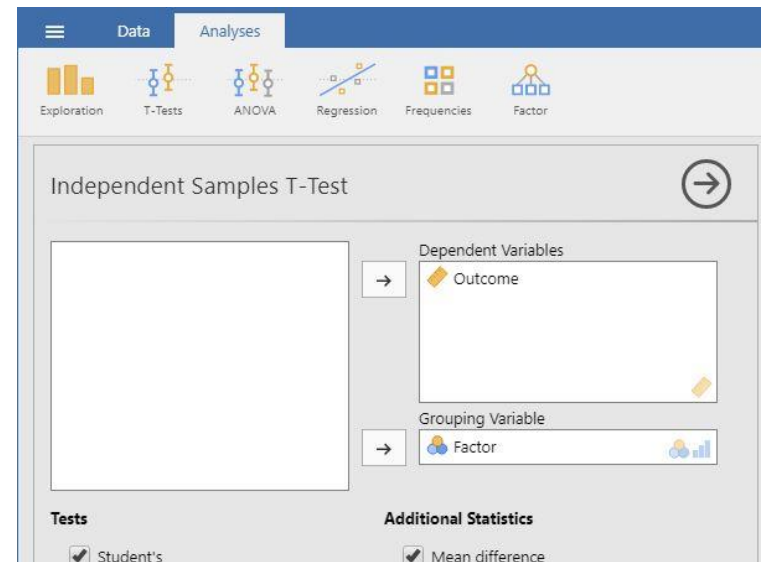 Data Analyses
Exploration T-Tests ANOVA Regression Frequencies Factor
Independent Samples T-Test
Dependent Variables
Outcome
Grouping Variable
Factor
Tests Additional Statistics
Student's Mean difference